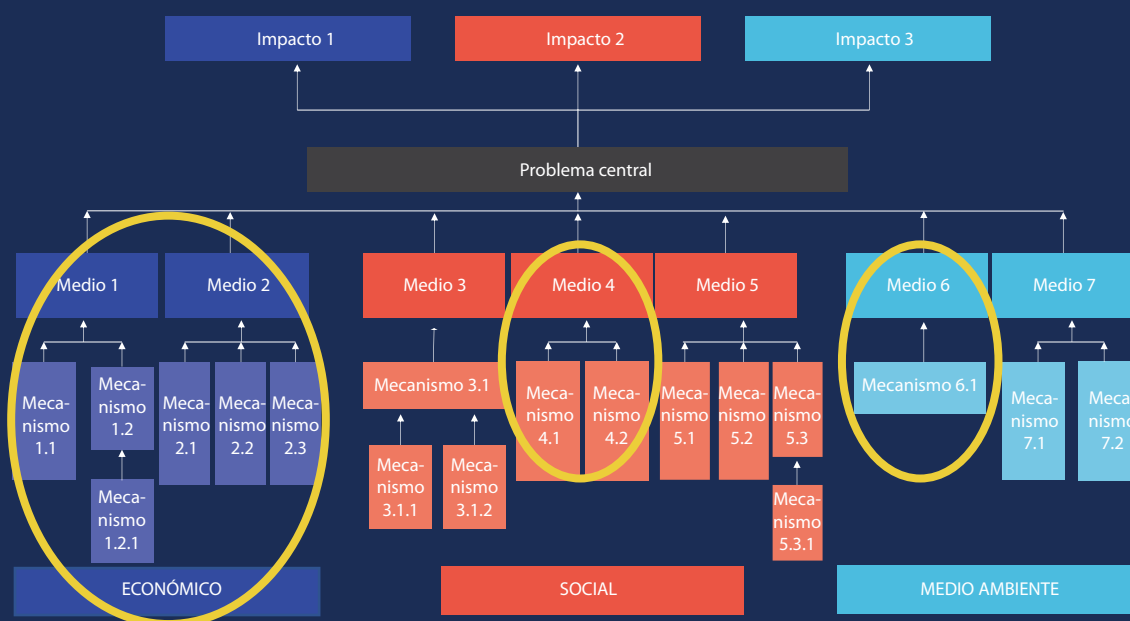 Impacto 1
Impacto 2
Impacto 3
Problema central
Medio 1
Medio 2
Medio 3
Medio 4
Medio 5
Medio 6
Medio 7
Meca-
nismo
1.1
Meca-
nismo
1.2
Meca-
nismo
1.2.1
Meca-
nismo
2.1
Meca-
nismo
2.2
Meca-
nismo
2.3
Mecanismo 3.1
Meca-
nismo
3.1.1
Meca-
nismo
3.1.2
Meca-
nismo
4.1
Meca-
nismo
4.2
Meca-
nismo
5.1
Meca-
nismo
5.2
Meca-
nismo
5.3
Meca-
nismo
5.3.1
Mecanismo 6.1
Meca-
nismo
7.1
Meca
nismo
7.2
ECONÓMICO
SOCIAL
MEDIO AMBIENTE